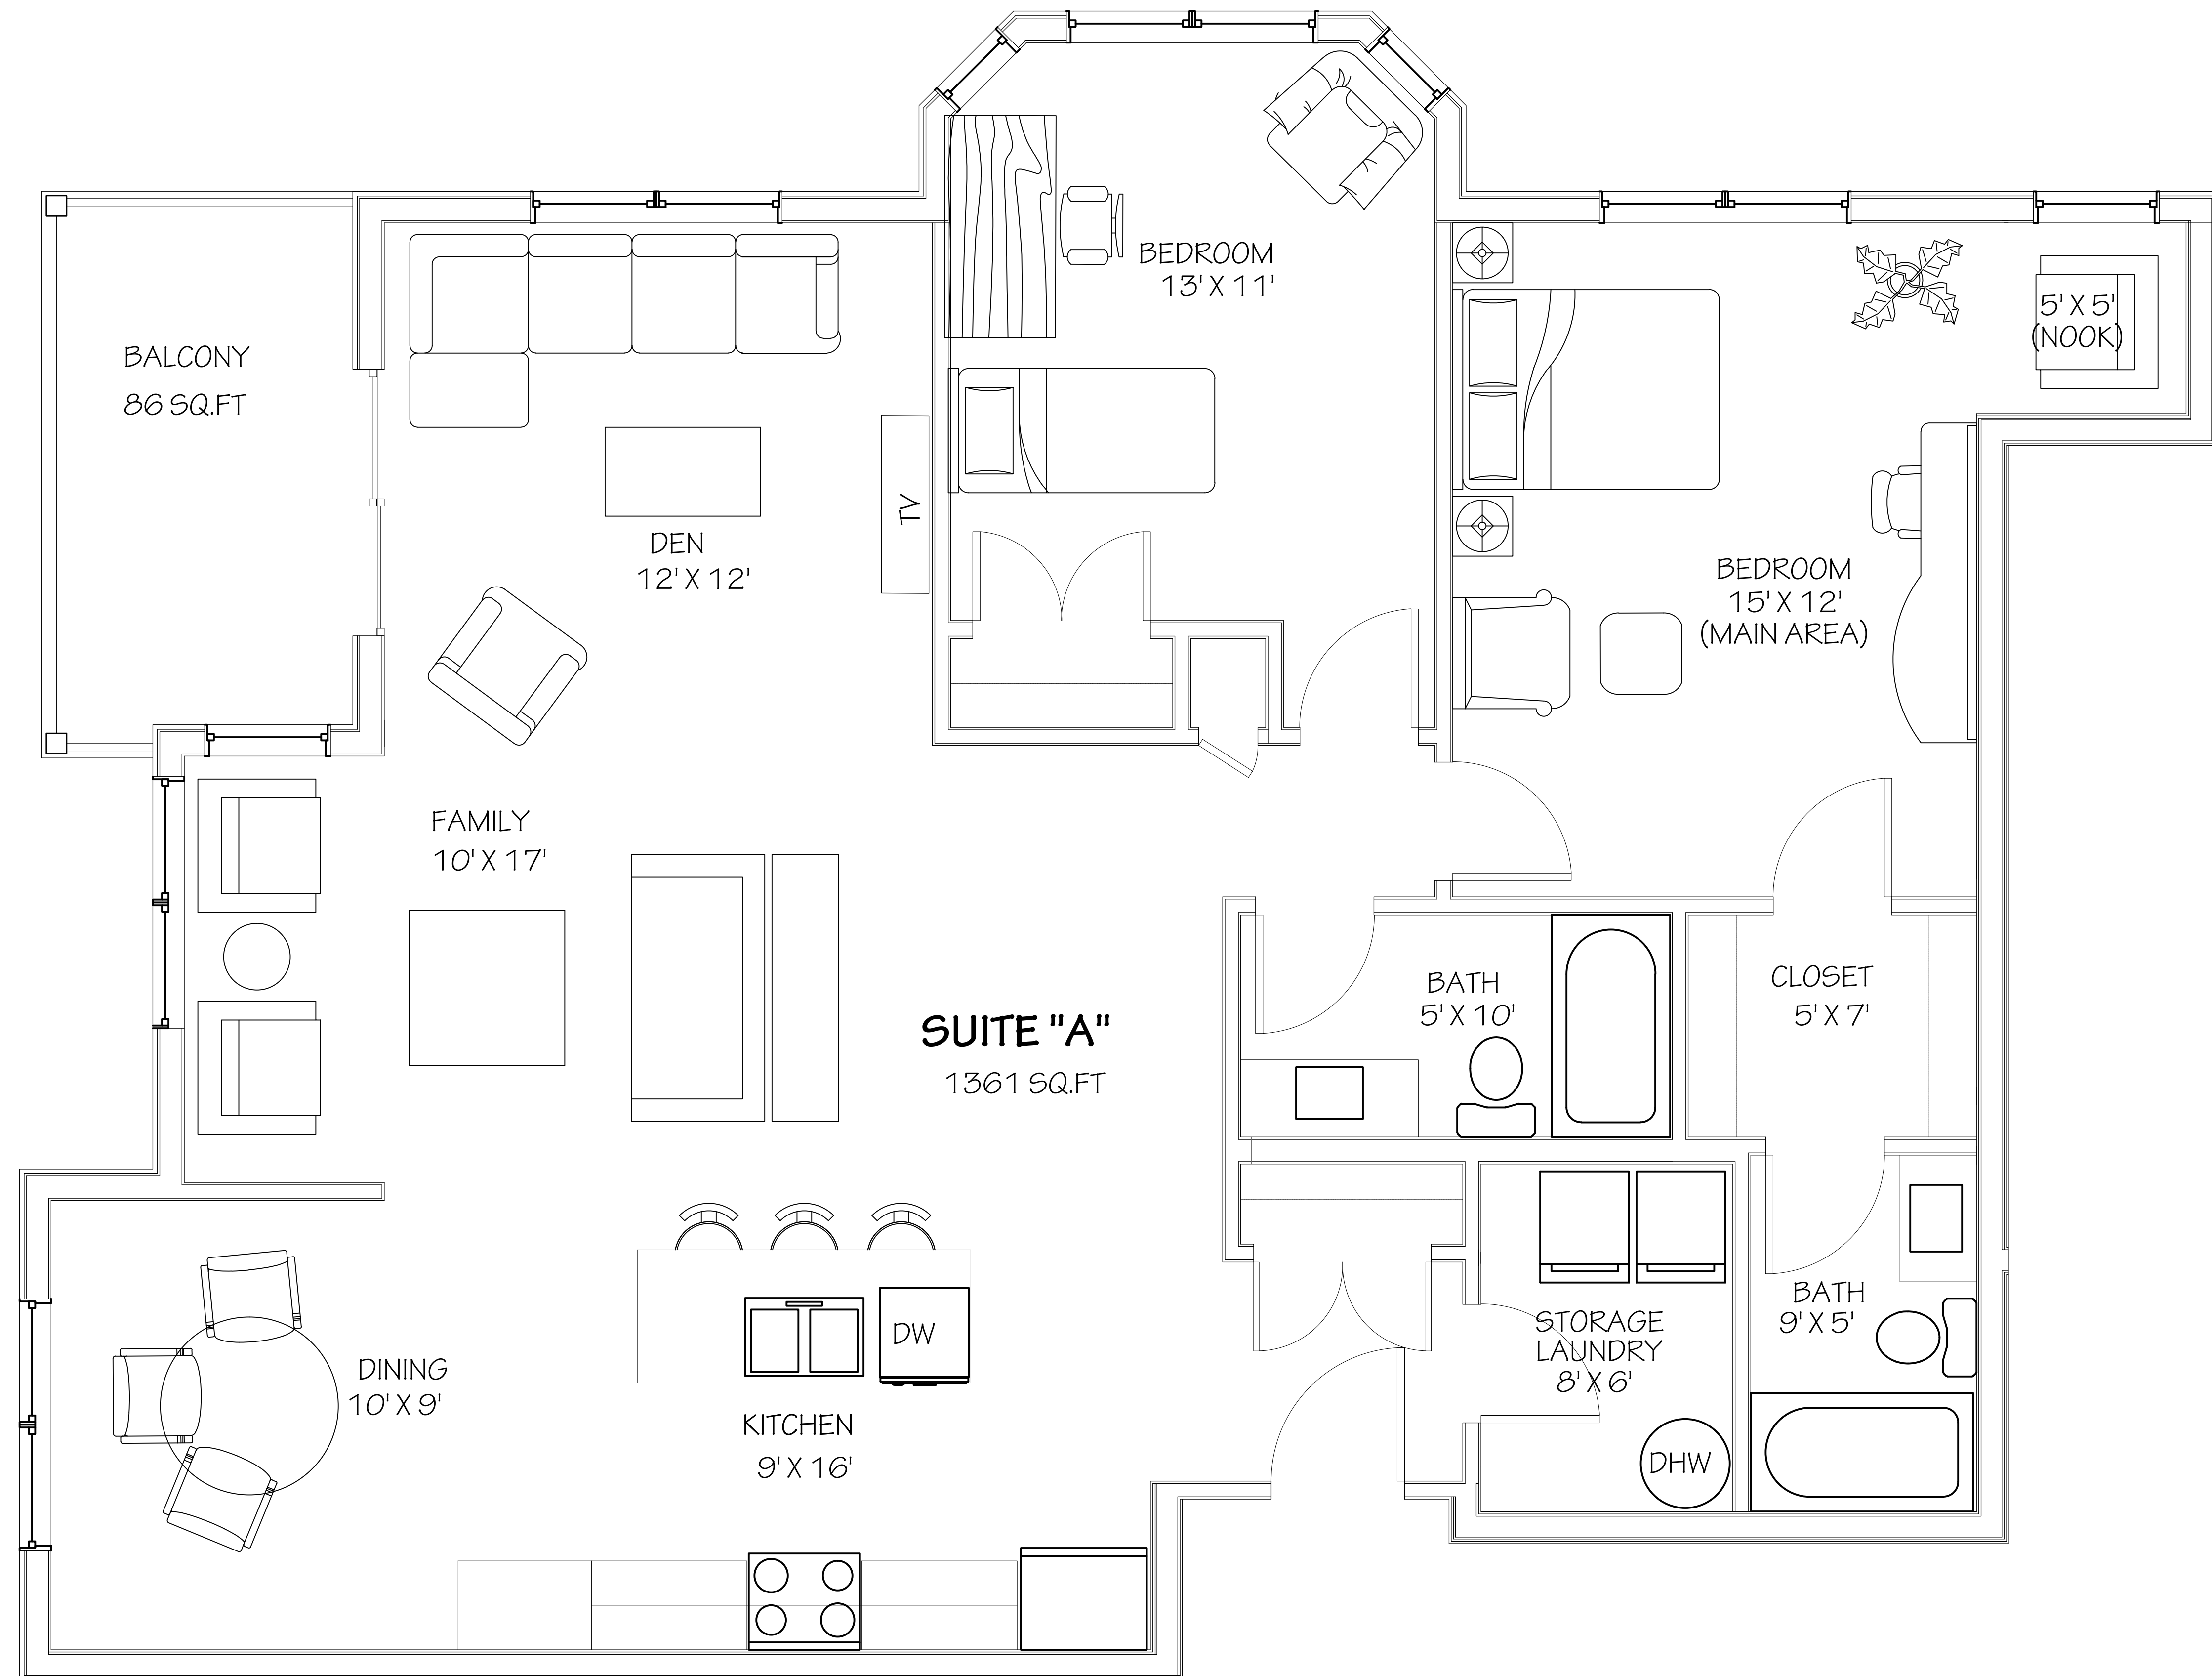 BEDROOM
13' X 11'
5' X 5'
(NOOK)
BALCONY
86 SQ.FT
TV
DEN
12' X 12'
BEDROOM
15' X 12'
(MAIN AREA)
FAMILY
10' X 17'
BATH
5' X 10'
CLOSET
5' X 7'
SUITE "A"
1361 SQ.FT
BATH
9' X 5'
STORAGE
LAUNDRY
8' X 6'
DW
DINING
10' X 9'
KITCHEN
9' X 16'
DHW